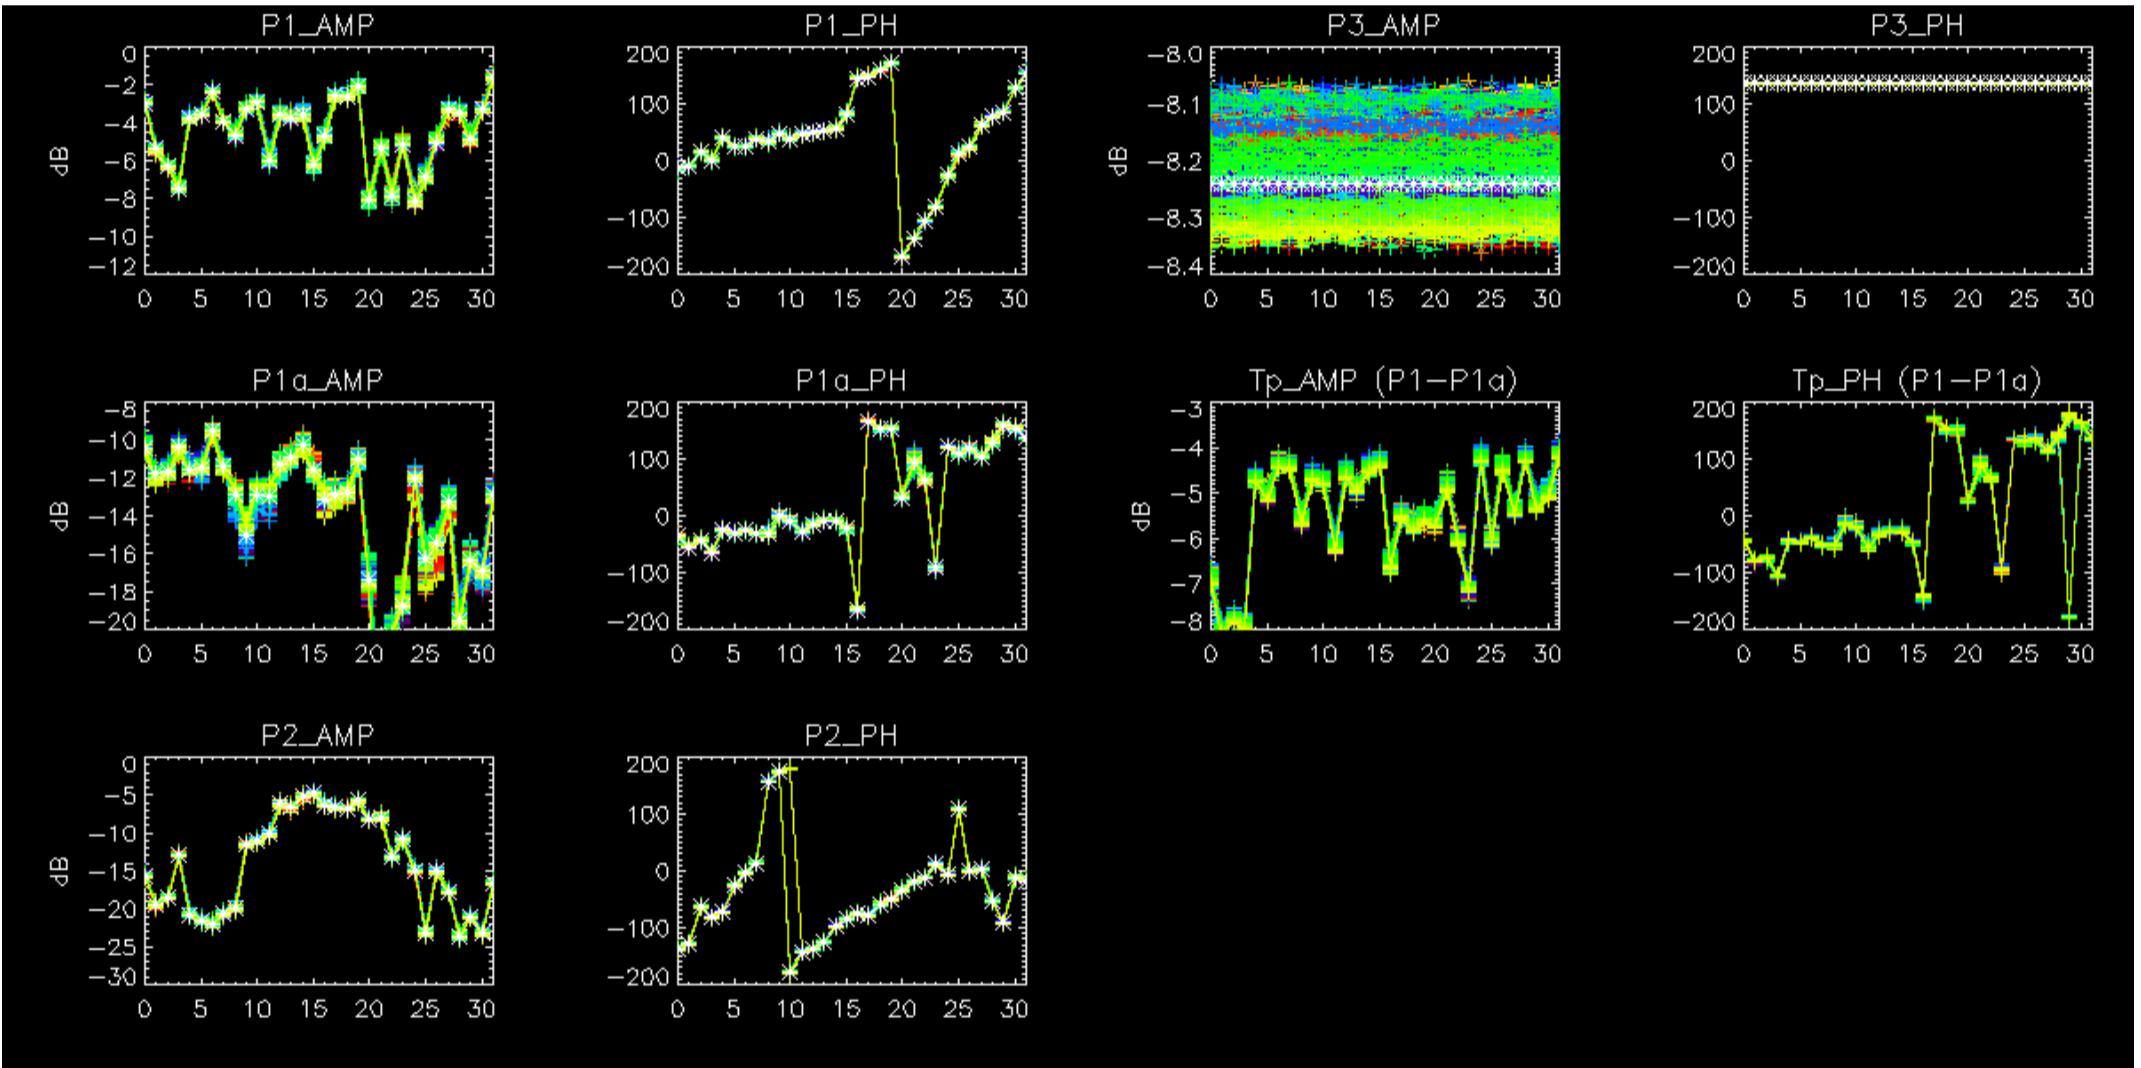 P1_AMP
P1_PH
P3_AMP
P3_PH
0
−2
−4
−6
−8
−10
−12
dB
0 5 10 15 20 25 30
200
100
0
−100
−200
0 5 10 15 20 25 30
−8.0
−8.1
−8.2
−8.3
−8.4
dB
0 5 10 15 20 25 30
200
100
0
−100
−200
0 5 10 15 20 25 30
P1a_AMP
P1a_PH
Tp_AMP (P1−P1a)
Tp_PH (P1−P1a)
−8
−10
−12
−14
−16
−18
−20
dB
0 5 10 15 20 25 30
200
100
0
−100
−200
0 5 10 15 20 25 30
−3
−4
−5
−6
−7
−8
dB
0 5 10 15 20 25 30
200
100
0
−100
−200
0 5 10 15 20 25 30
P2_AMP
P2_PH
0
−5
−10
−15
−20
−25
−30
dB
0 5 10 15 20 25 30
200
100
0
−100
−200
0 5 10 15 20 25 30